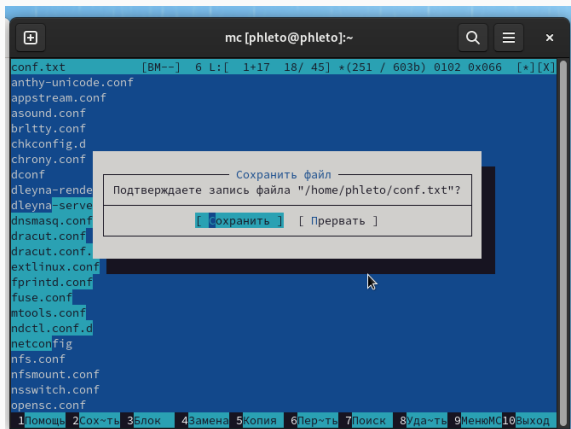 mc [phleto@phleto]:~
conf.txt [BM--] 6 L:[ 1+17 18/ 45] *(251 / 603b) 0102 0x066 [*][X]
anthy-unicode.conf
appstream.conf
asound.conf
brltty.conf
chkconfig.d
chrony.conf
dconf
Сохранить файл
dleyna-rende
Подтверждаете запись файла "/home/phleto/conf.txt"?
dleyna-serve
dnsmasq.conf
[ Сохранить ] [ Прервать ]
dracut.conf
dracut.conf.
extlinux.conf
fprintd.conf
fuse.conf
mtools.conf
ndctl.conf.d
netconfig
nfs.conf
nfsmount.conf
nsswitch.conf
opensc.conf
1Помощь 2Сох~ть 3Блок 4Замена 5Копия 6Пер~ть 7Поиск 8Уда~ть 9МенюMC 10Выход